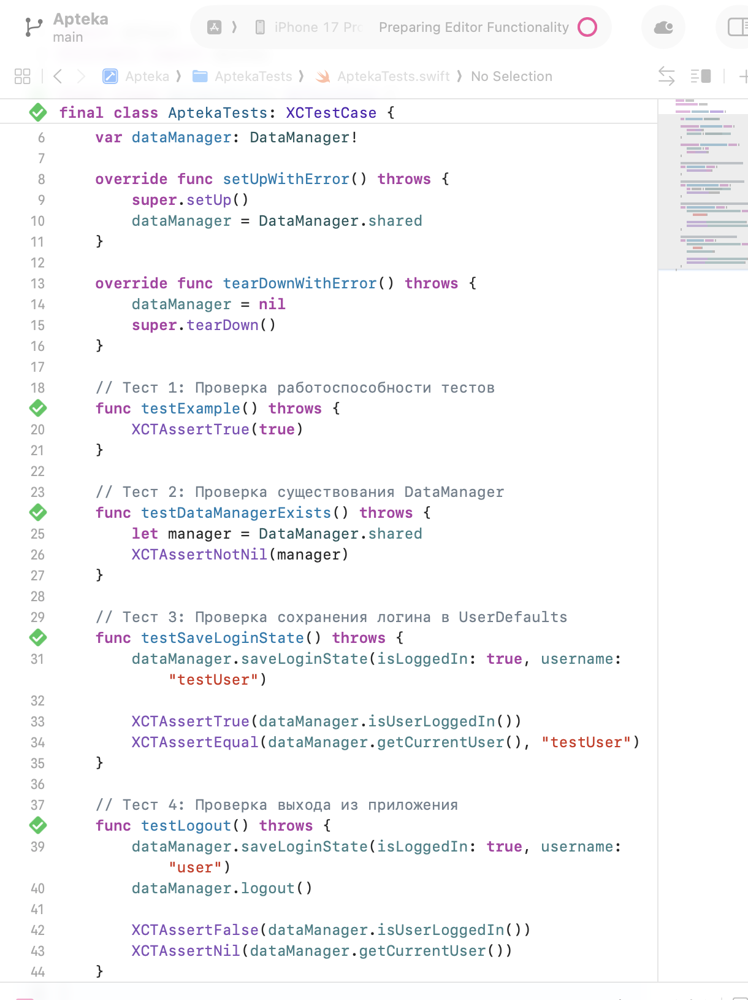 Apteka
main
iPhone 17 Pro
Preparing Editor Functionality
Apteka ❭ AptekaTests ❭ AptekaTests.swift ❭ No Selection
final class AptekaTests: XCTestCase {
6 var dataManager: DataManager!
7
8 override func setUpWithError() throws {
9 super.setUp()
10 dataManager = DataManager.shared
11 }
12
13 override func tearDownWithError() throws {
14 dataManager = nil
15 super.tearDown()
16 }
17
18 // Тест 1: Проверка работоспособности тестов
func testExample() throws {
20 XCTAssertTrue(true)
21 }
22
23 // Тест 2: Проверка существования DataManager
func testDataManagerExists() throws {
25 let manager = DataManager.shared
26 XCTAssertNotNil(manager)
27 }
28
29 // Тест 3: Проверка сохранения логина в UserDefaults
func testSaveLoginState() throws {
31 dataManager.saveLoginState(isLoggedIn: true, username:
"testUser")
32
33 XCTAssertTrue(dataManager.isUserLoggedIn())
34 XCTAssertEqual(dataManager.getCurrentUser(), "testUser")
35 }
36
37 // Тест 4: Проверка выхода из приложения
func testLogout() throws {
39 dataManager.saveLoginState(isLoggedIn: true, username:
"user")
40 dataManager.logout()
41
42 XCTAssertFalse(dataManager.isUserLoggedIn())
43 XCTAssertNil(dataManager.getCurrentUser())
44 }